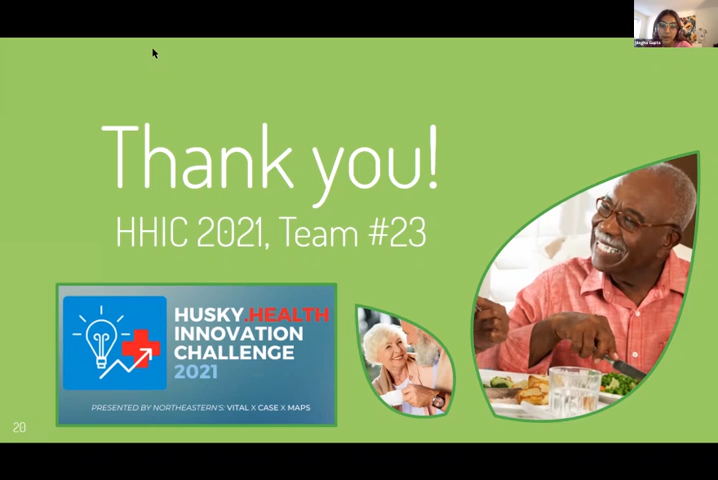 Thank you!
HHIC 2021, Team #23
HUSKY.HEALTH
INNOVATION
CHALLENGE
2021
PRESENTED BY NORTHEASTERN'S: VITAL X CASE X MAPS
20